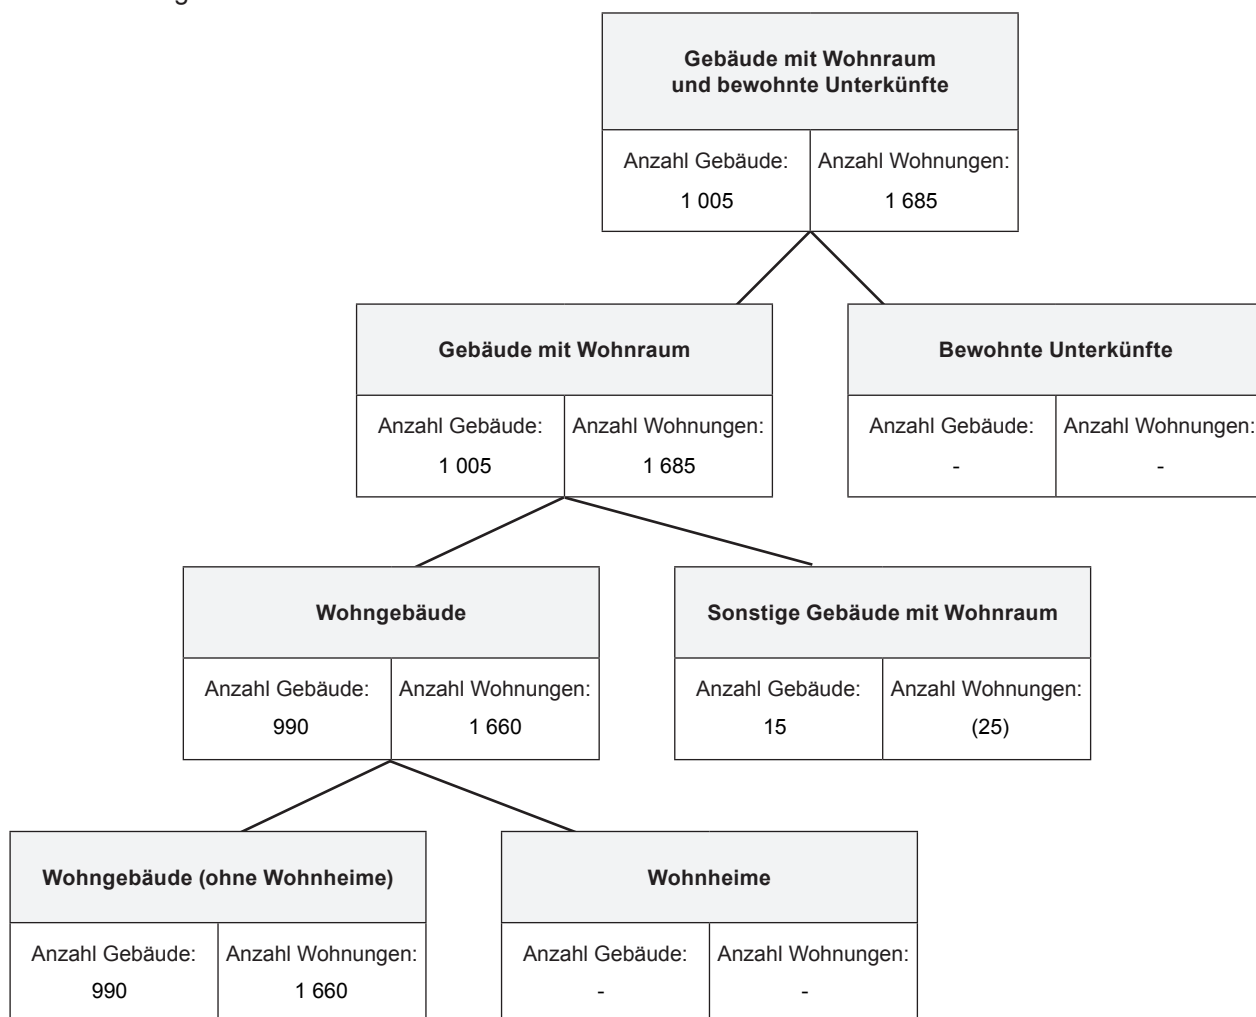 Gebäude mit Wohnraum
und bewohnte Unterkünfte
Anzahl Gebäude: Anzahl Wohnungen:
1 005 1 685
Gebäude mit Wohnraum
Anzahl Gebäude: Anzahl Wohnungen:
1 005 1 685
Bewohnte Unterkünfte
Anzahl Gebäude: Anzahl Wohnungen:
- -
Wohngebäude
Anzahl Gebäude: Anzahl Wohnungen:
990 1 660
Sonstige Gebäude mit Wohnraum
Anzahl Gebäude: Anzahl Wohnungen:
15 (25)
Wohngebäude (ohne Wohnheime)
Anzahl Gebäude: Anzahl Wohnungen:
990 1 660
Wohnheime
Anzahl Gebäude: Anzahl Wohnungen:
- -